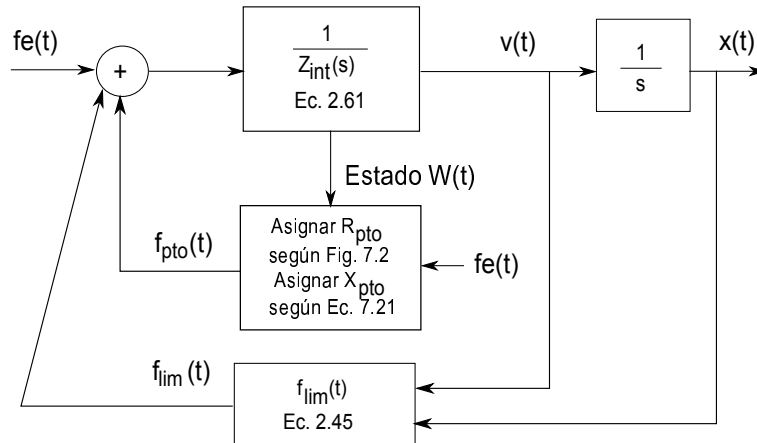 fe(t)
+
1
Z_int(s)
Ec. 2.61
v(t)
1
s
x(t)
Estado W(t)
Asignar R_pto
según Fig. 7.2
Asignar X_pto
según Ec. 7.21
f_pto(t)
fe(t)
f_lim (t)
f_lim(t)
Ec. 2.45